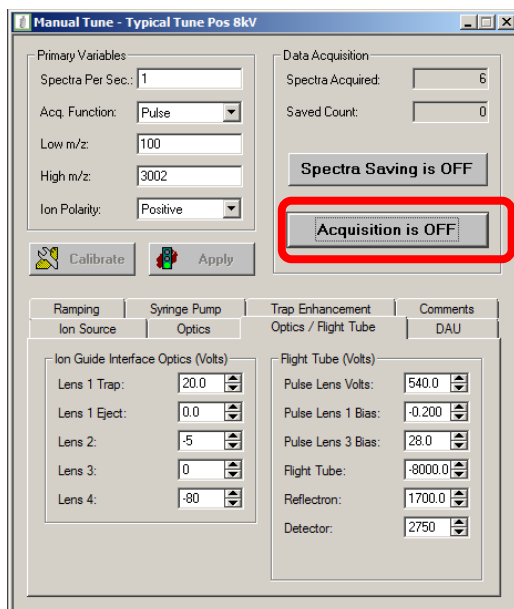 Manual Tune - Typical Tune Pos 8kV
Primary Variables
Spectra Per Sec.: 1
Acq. Function: Pulse
Low m/z: 100
High m/z: 3002
Ion Polarity: Positive
Calibrate Apply
Data Acquisition
Spectra Acquired: 6
Saved Count: 0
Spectra Saving is OFF
Acquisition is OFF
Ramping Syringe Pump Trap Enhancement Comments
Ion Source Optics Optics / Flight Tube DAU
Ion Guide Interface Optics (Volts)
Lens 1 Trap: 20.0
Lens 1 Eject: 0.0
Lens 2: -5
Lens 3: 0
Lens 4: -80
Flight Tube (Volts)
Pulse Lens Volts: 540.0
Pulse Lens 1 Bias: -0.200
Pulse Lens 3 Bias: 28.0
Flight Tube: -8000.0
Reflectron: 1700.0
Detector: 2750